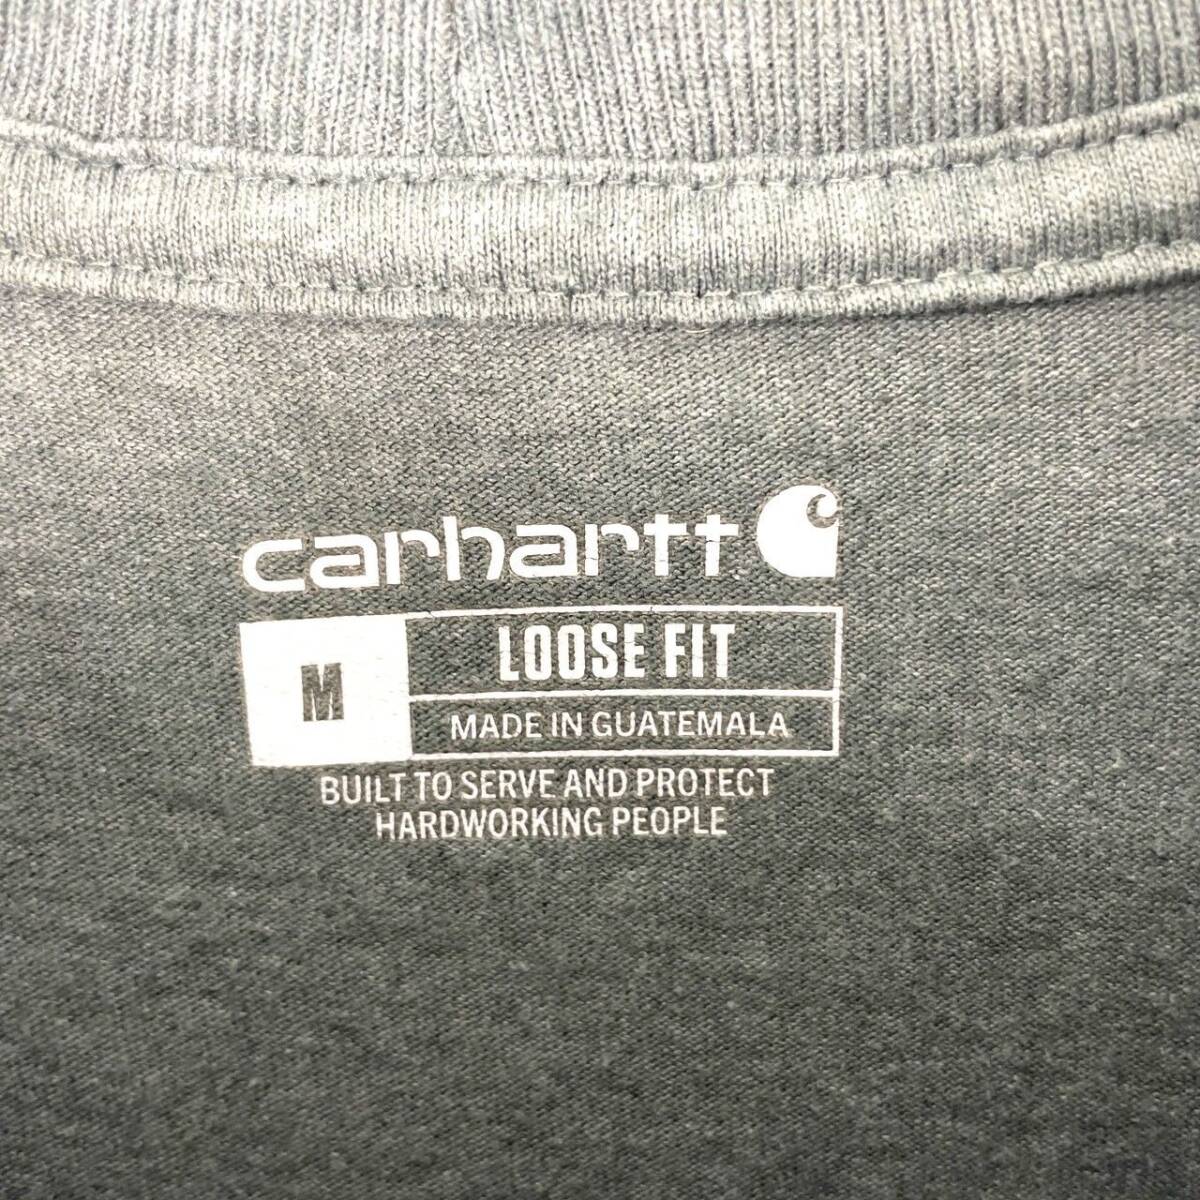 carhartt
M
LOOSE FIT
MADE IN GUATEMALA
BUILT TO SERVE AND PROTECT
HARDWORKING PEOPLE